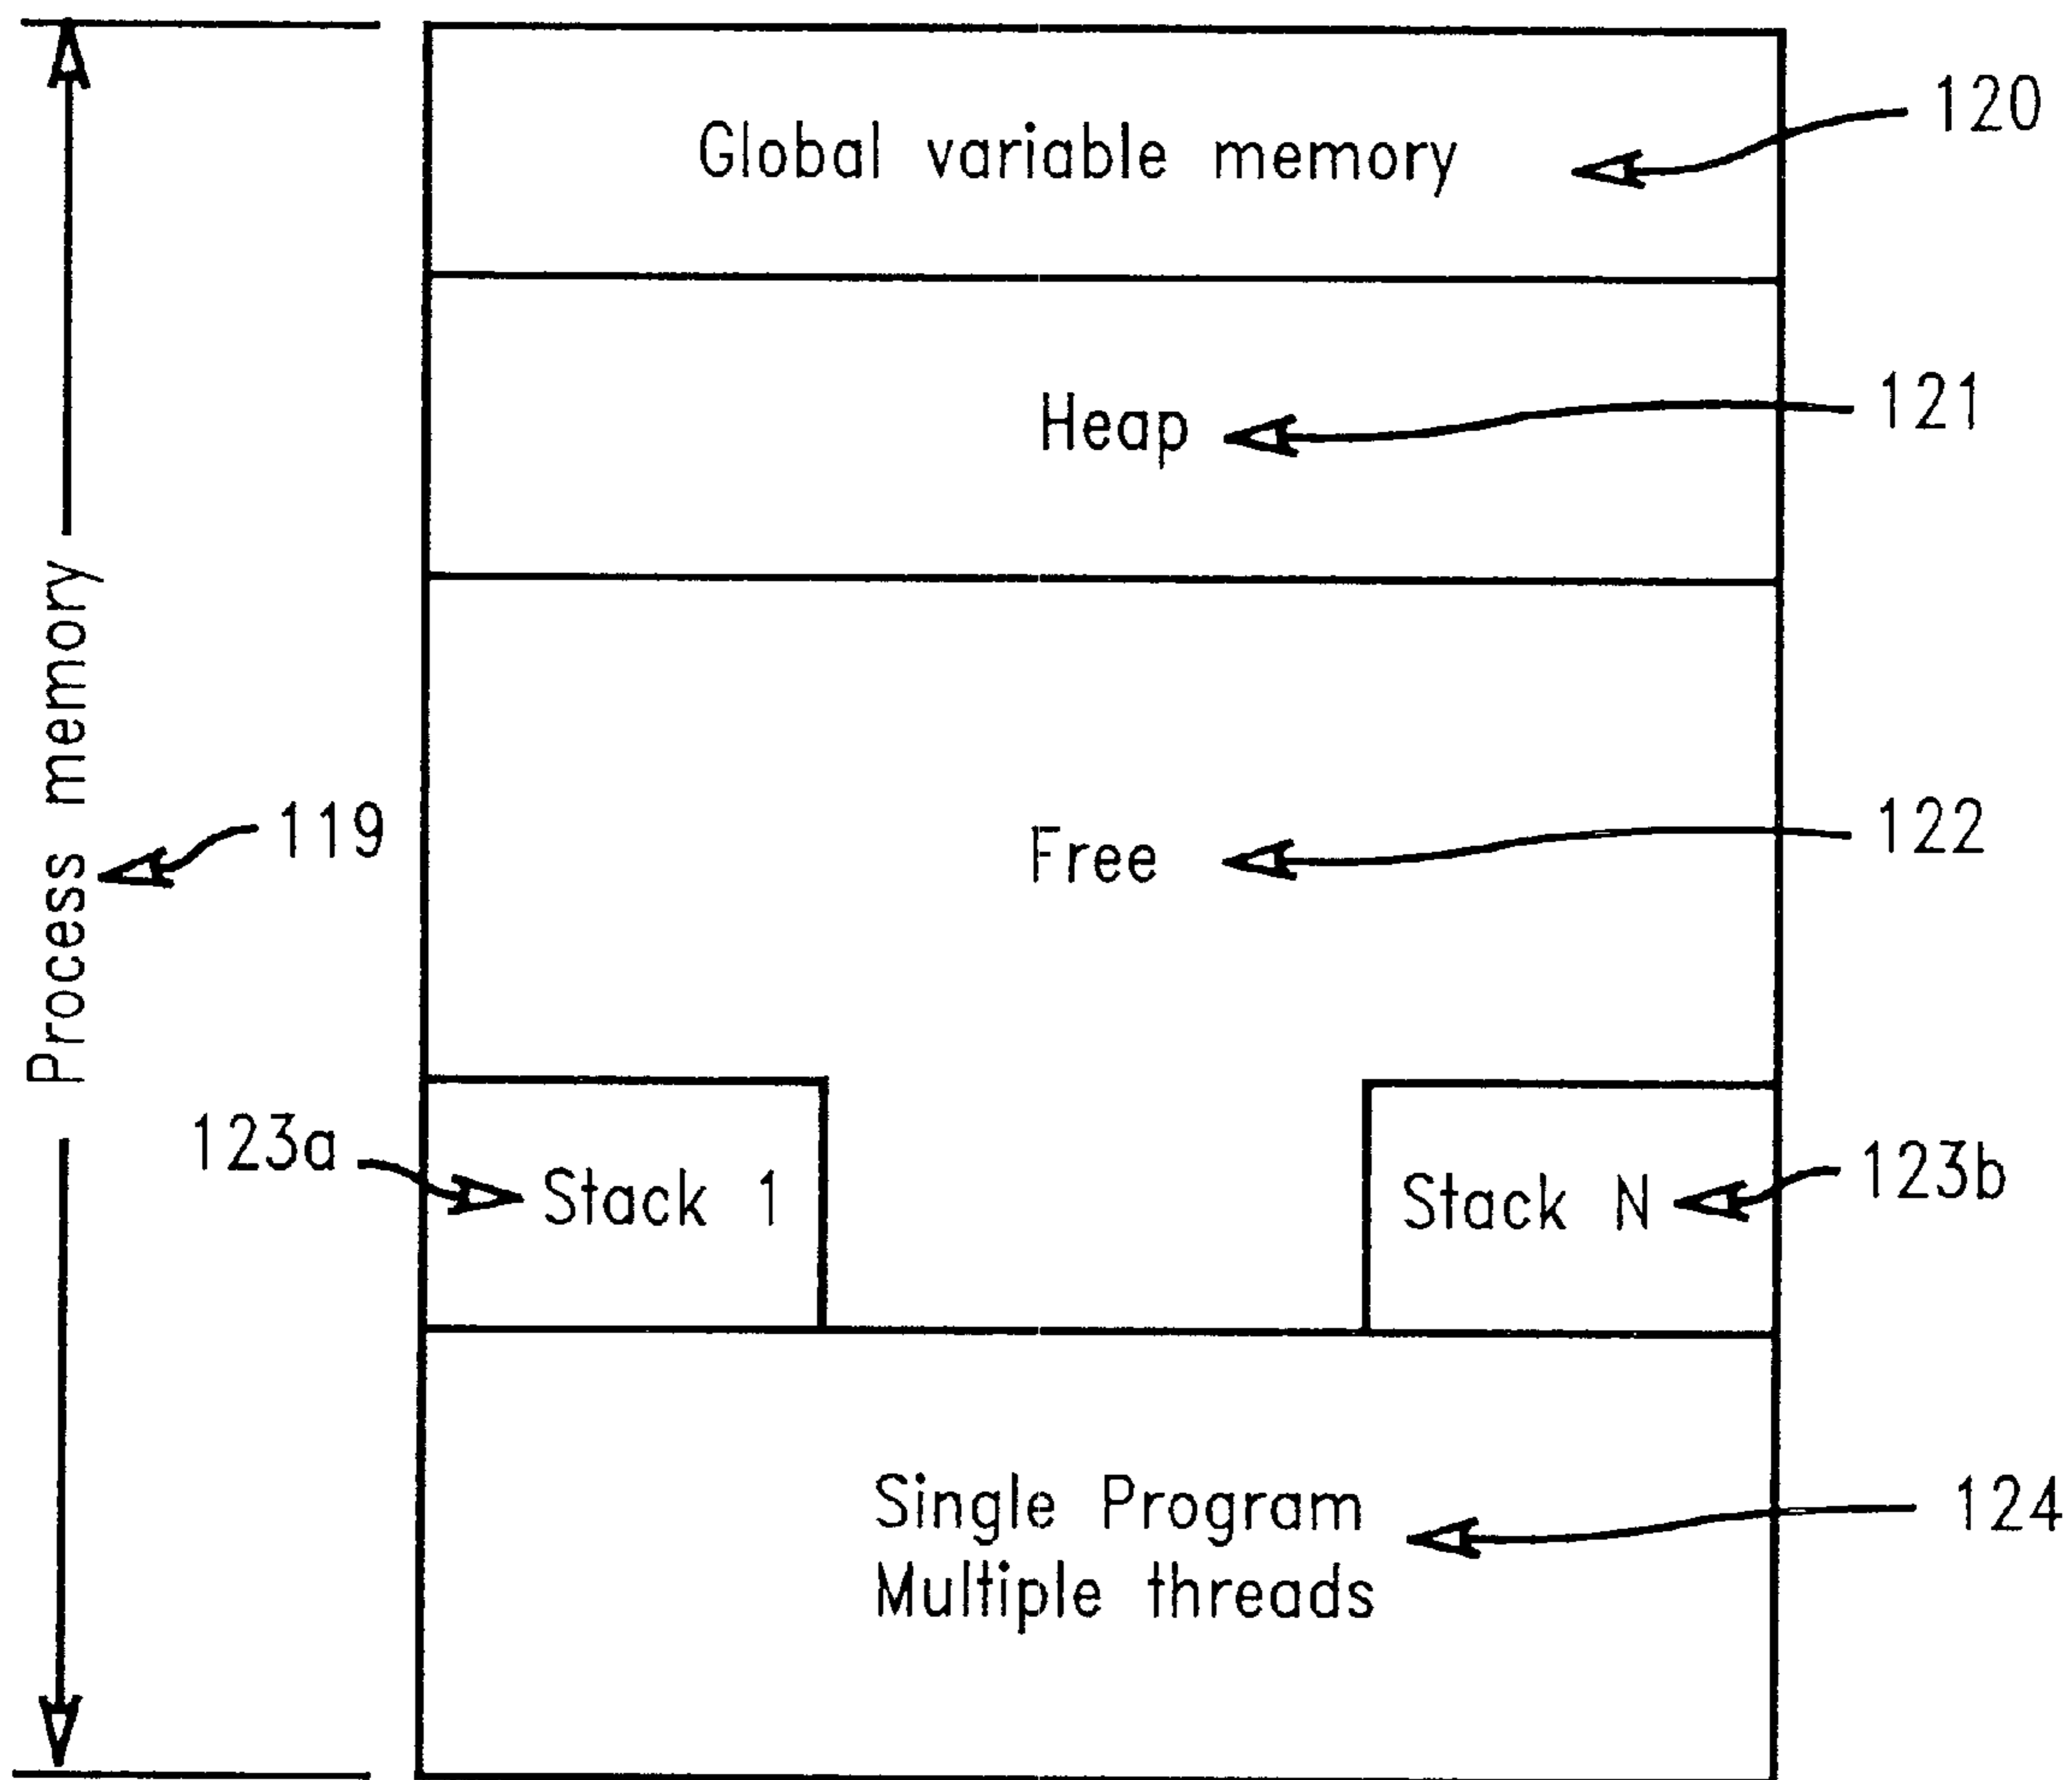 120
Global variable memory
121
Heap
Process memory
119
122
Free
123a
Stack 1
Stack N
123b
124
Single Program
Multiple threads